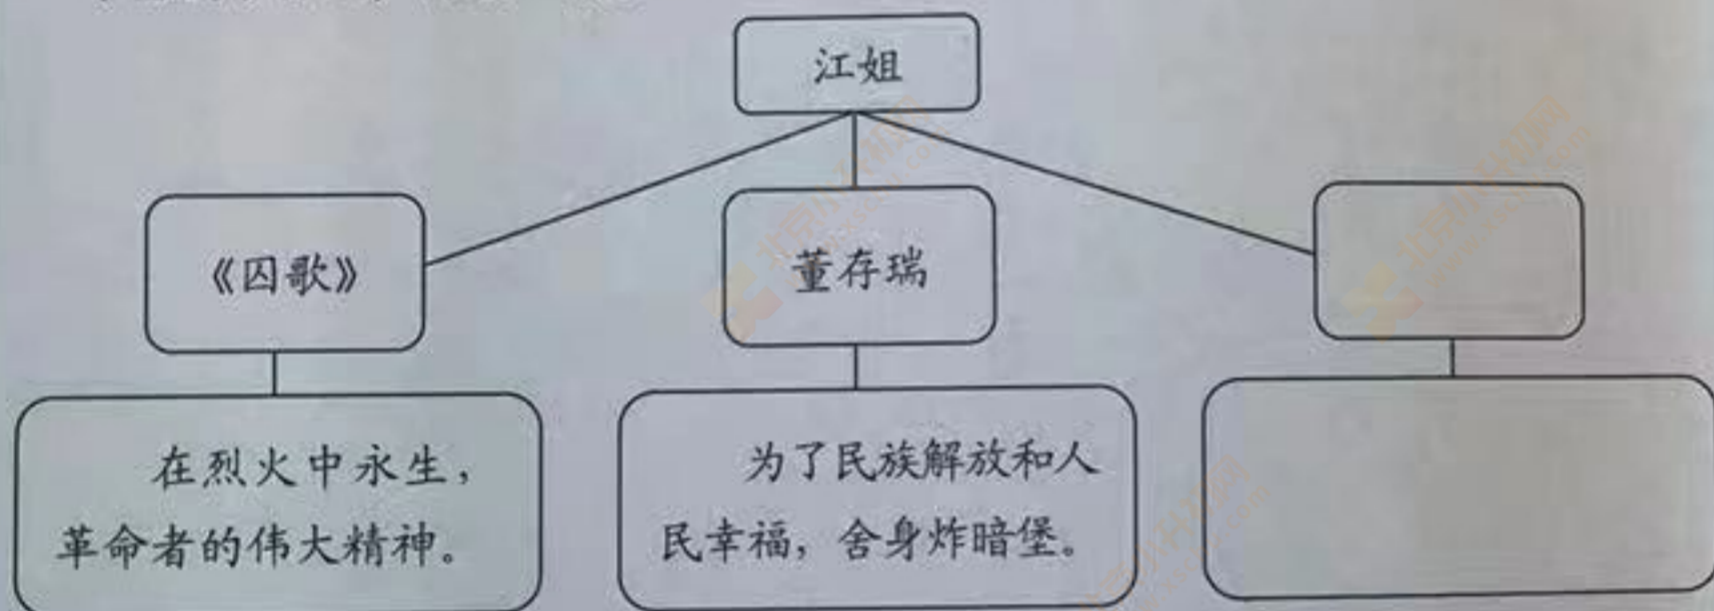 江姐
《囚歌》
董存瑞
在烈火中永生，
革命者的伟大精神。
为了民族解放和人
民幸福，舍身炸暗堡。